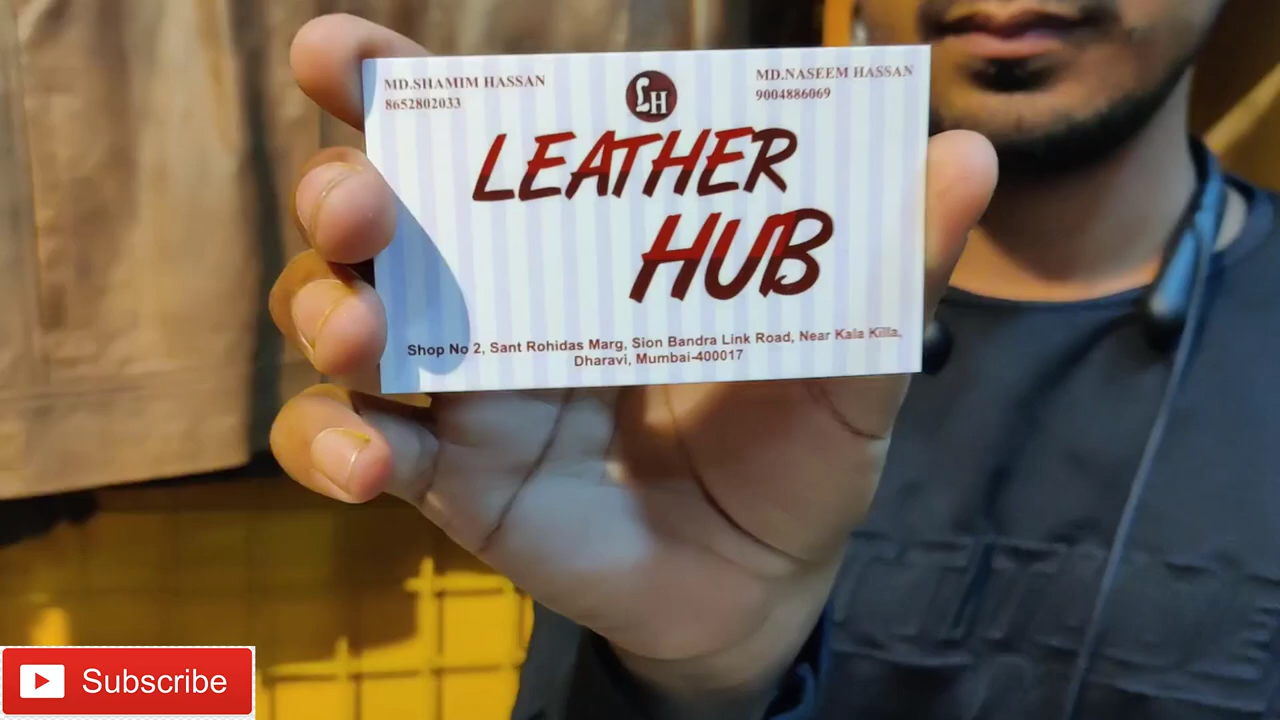 MD.SHAMIM HASSAN
8652802033
LH
MD.NASEEM HASSAN
9004886069
LEATHER
HUB
Shop No 2, Sant Rohidas Marg, Sion Bandra Link Road, Near Kala Killa,
Dharavi, Mumbai-400017
Subscribe